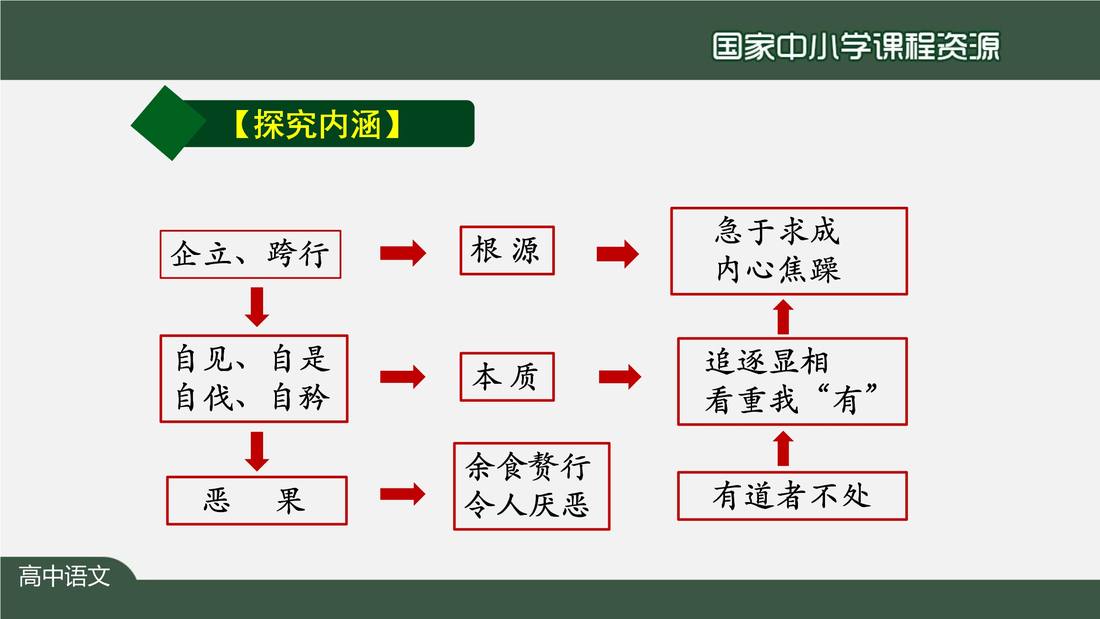 国家中小学课程资源
【探究内涵】
企立、跨行
根源
急于求成
内心焦躁
自见、自是
自伐、自矜
本质
追逐显相
看重我“有”
恶 果
余食赘行
令人厌恶
有道者不处
高中语文